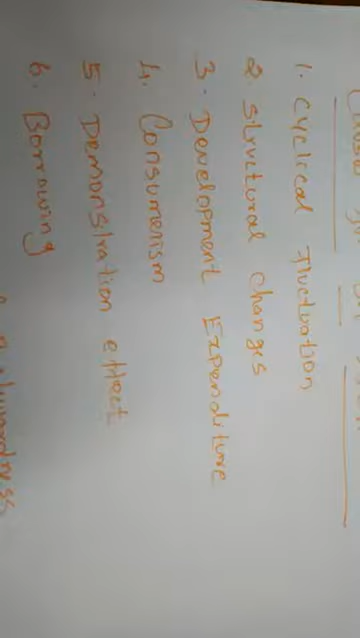 1. Cyclical Fluctuation
2 Structural Changes
3. Development Expenditure
4. Consumerism
5. Demonstration effect
6. Borrowing